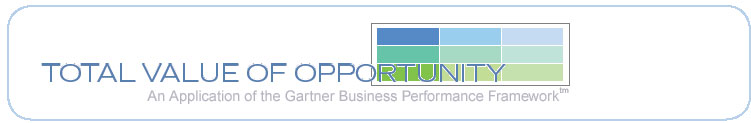 TOTAL VALUE OF OPPORTUNITY
An Application of the Gartner Business Performance Framework™